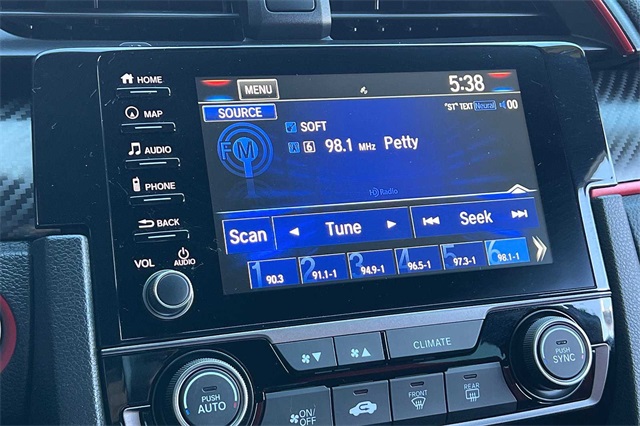 HOME
MAP
AUDIO
PHONE
BACK
VOL AUDIO
MENU 5:38
SOURCE "ST" TEXT Neural 00
FM
SOFT
6 98.1 MHz Petty
HD Radio
Scan Tune Seek
1 90.3
2 91.1-1
3 94.9-1
4 96.5-1
5 97.3-1
6 98.1-1
CLIMATE
PUSH AUTO
PUSH SYNC
ON/OFF
FRONT
REAR